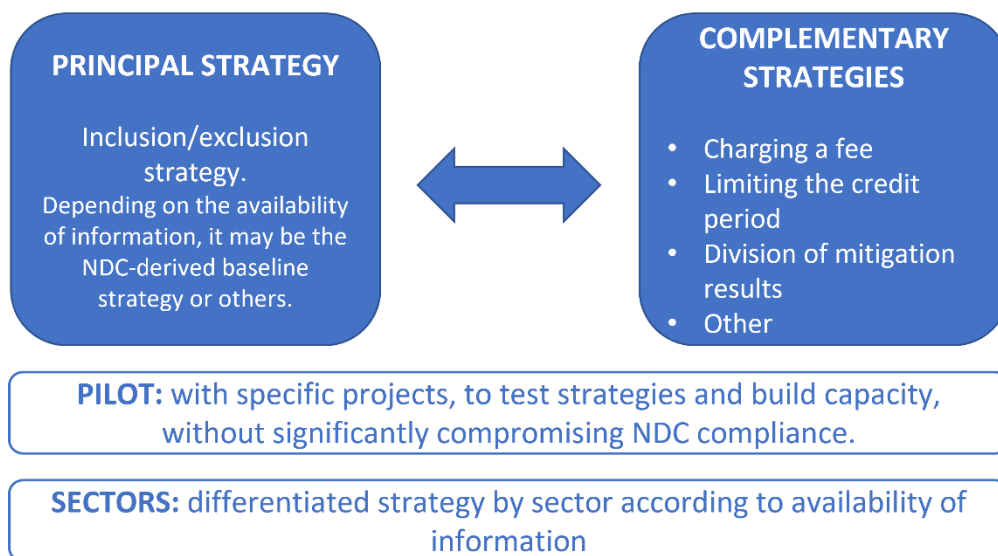 PRINCIPAL STRATEGY
Inclusion/exclusion
strategy.
Depending on the availability
of information, it may be the
NDC-derived baseline
strategy or others.
COMPLEMENTARY
STRATEGIES
• Charging a fee
• Limiting the credit
period
• Division of mitigation
results
• Other
PILOT: with specific projects, to test strategies and build capacity,
without significantly compromising NDC compliance.
SECTORS: differentiated strategy by sector according to availability of
information